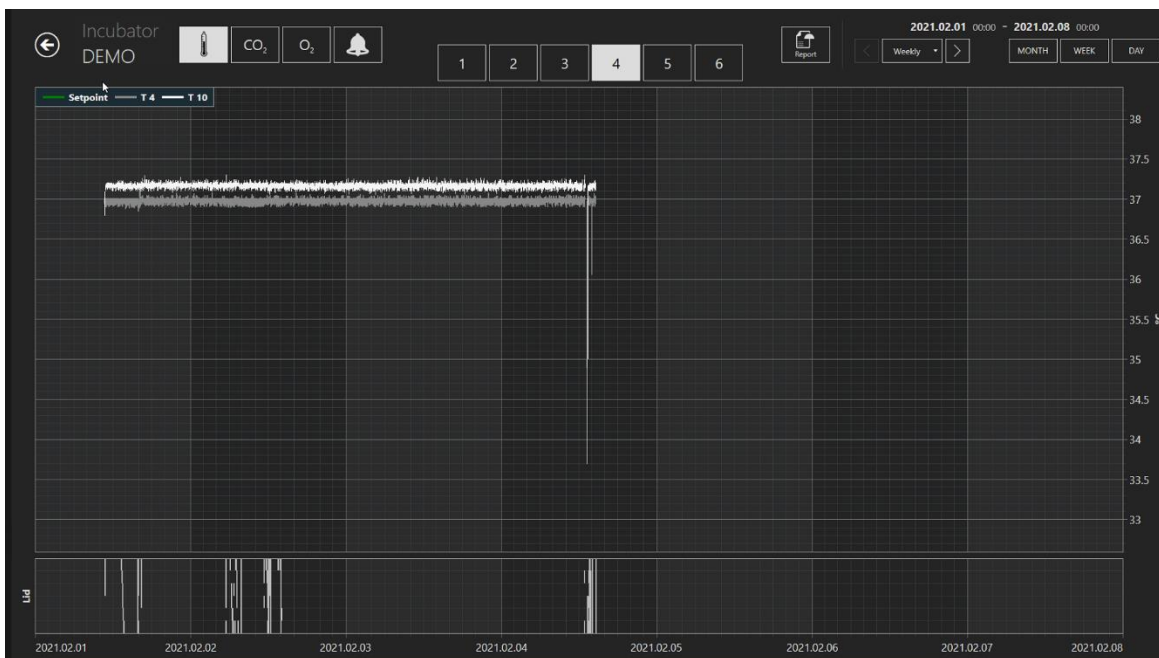 Incubator
DEMO
CO₂
O₂
1 2 3 4 5 6
Report
2021.02.01 00:00 - 2021.02.08 00:00
Weekly
MONTH WEEK DAY
Setpoint T 4 T 10
38
37.5
37
36.5
36
35.5
35
34.5
34
33.5
33
Lid
2021.02.01 2021.02.02 2021.02.03 2021.02.04 2021.02.05 2021.02.06 2021.02.07 2021.02.08